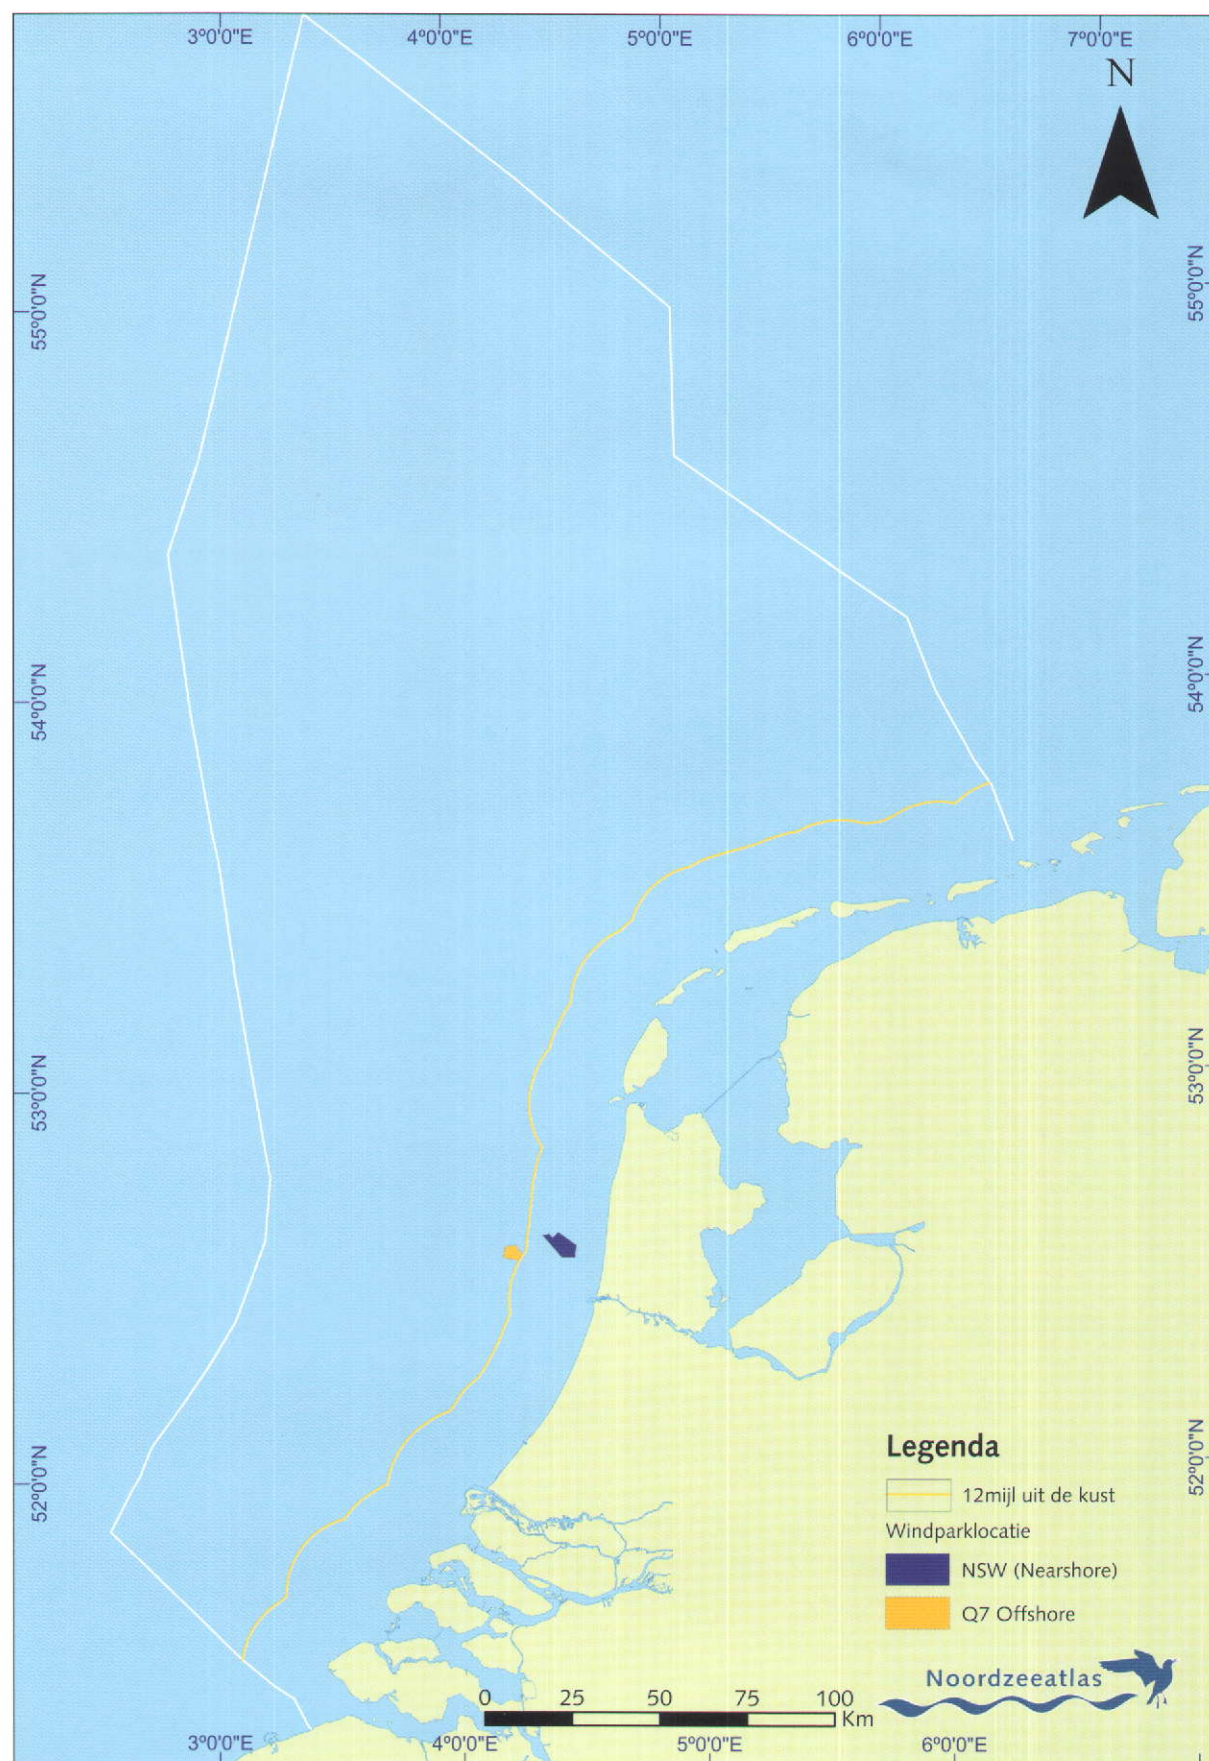 3°0'0"E 4°0'0"E 5°0'0"E 6°0'0"E 7°0'0"E
N
55°0'0"N
55°0'0"N
54°0'0"N
54°0'0"N
53°0'0"N
53°0'0"N
52°0'0"N
52°0'0"N
Legenda
12mijl uit de kust
Windparklocatie
NSW (Nearshore)
Q7 Offshore
Noordzeeatlas
0 25 50 75 100
Km
3°0'0"E 4°0'0"E 5°0'0"E 6°0'0"E